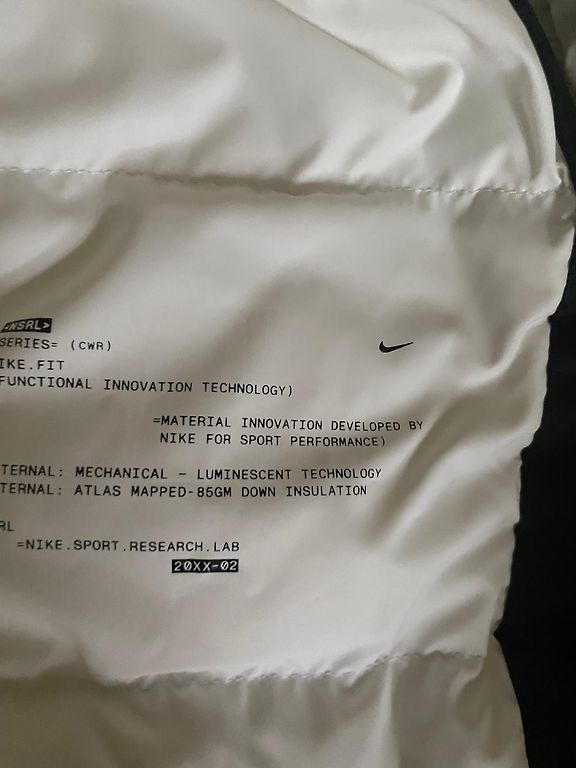 <NSRL>
SERIES= (CWR)
IKE.FIT
FUNCTIONAL INNOVATION TECHNOLOGY)
=MATERIAL INNOVATION DEVELOPED BY
NIKE FOR SPORT PERFORMANCE)
TERNAL: MECHANICAL - LUMINESCENT TECHNOLOGY
TERNAL: ATLAS MAPPED-85GM DOWN INSULATION
RL
=NIKE.SPORT.RESEARCH.LAB
20XX-02